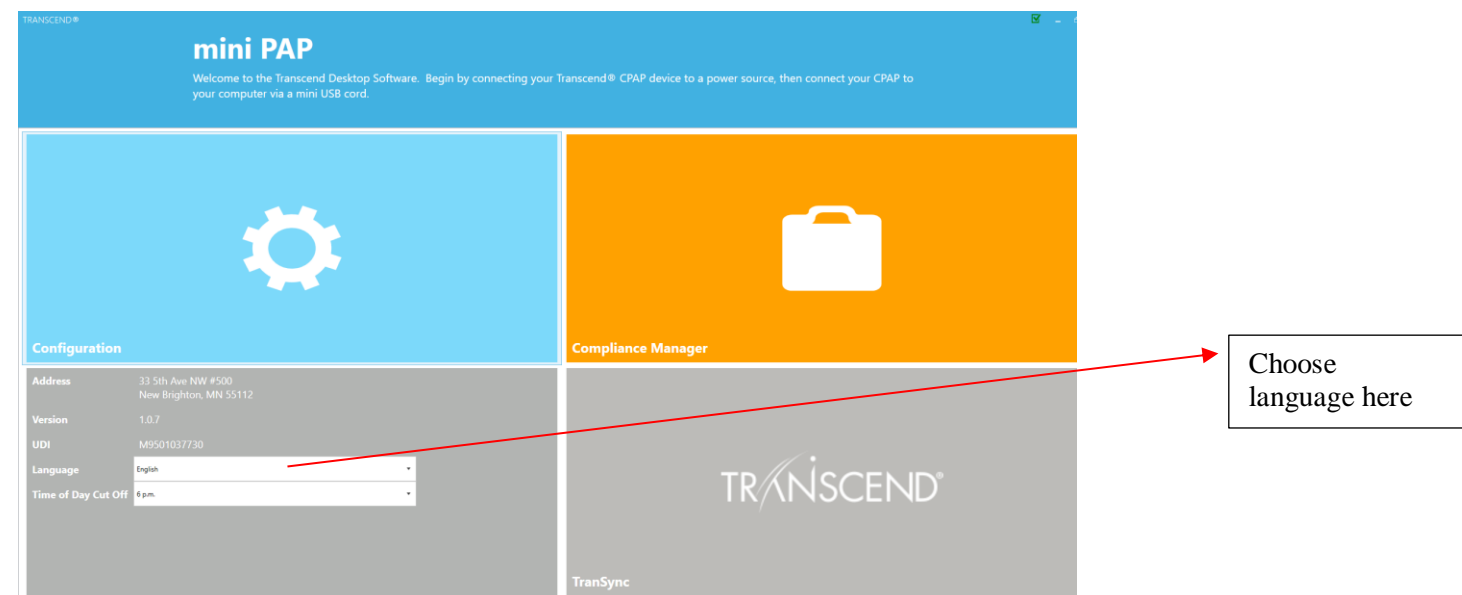 TRANSCEND®
mini PAP
Welcome to the Transcend Desktop Software. Begin by connecting your Transcend® CPAP device to a power source, then connect your CPAP to
your computer via a mini USB cord.
Configuration
Compliance Manager
Address 33 5th Ave NW #500
New Brighton, MN 55112
Version 1.0.7
UDI M9501037730
Language English
Time of Day Cut Off 6 p.m.
TRANSCEND®
TranSync
Choose
language here